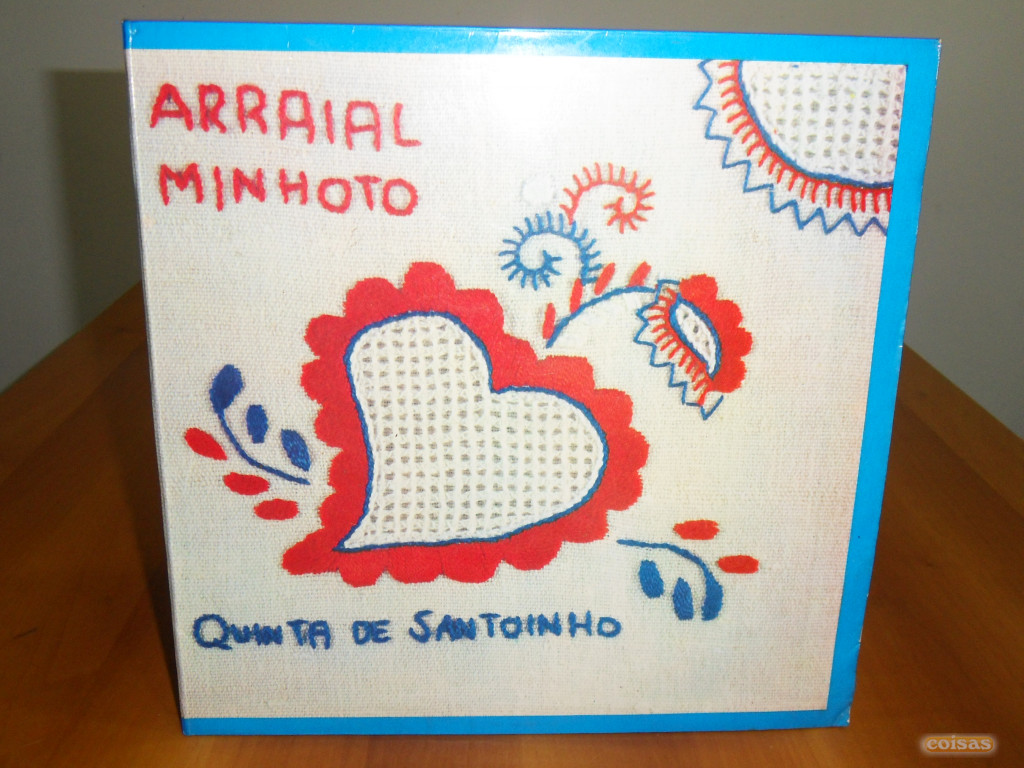 ARRAIAL
MINHOTO
QUINTA DE SANTOINHO
coisas